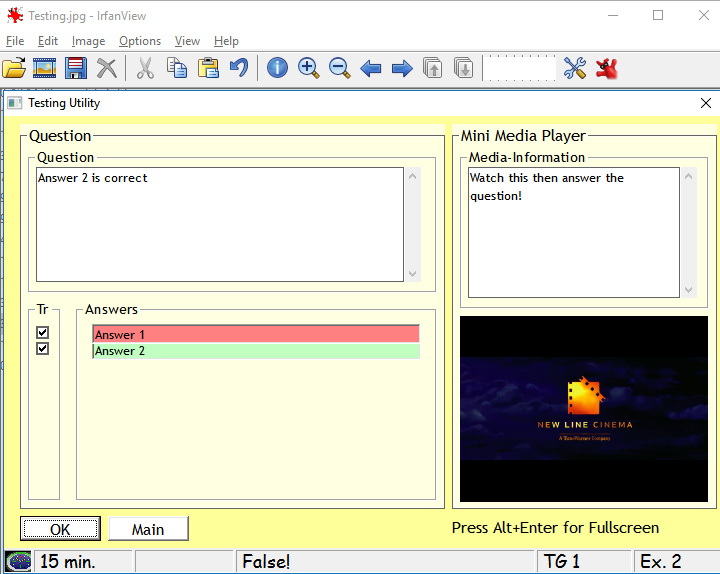 Testing.jpg - IrfanView
File Edit Image Options View Help
Testing Utility
Question
Question
Answer 2 is correct
Tr
Answers
Answer 1
Answer 2
Mini Media Player
Media-Information
Watch this then answer the
question!
NEW LINE CINEMA
A TimeWarner Company
OK
Main
Press Alt+Enter for Fullscreen
15 min.
False!
TG 1
Ex. 2